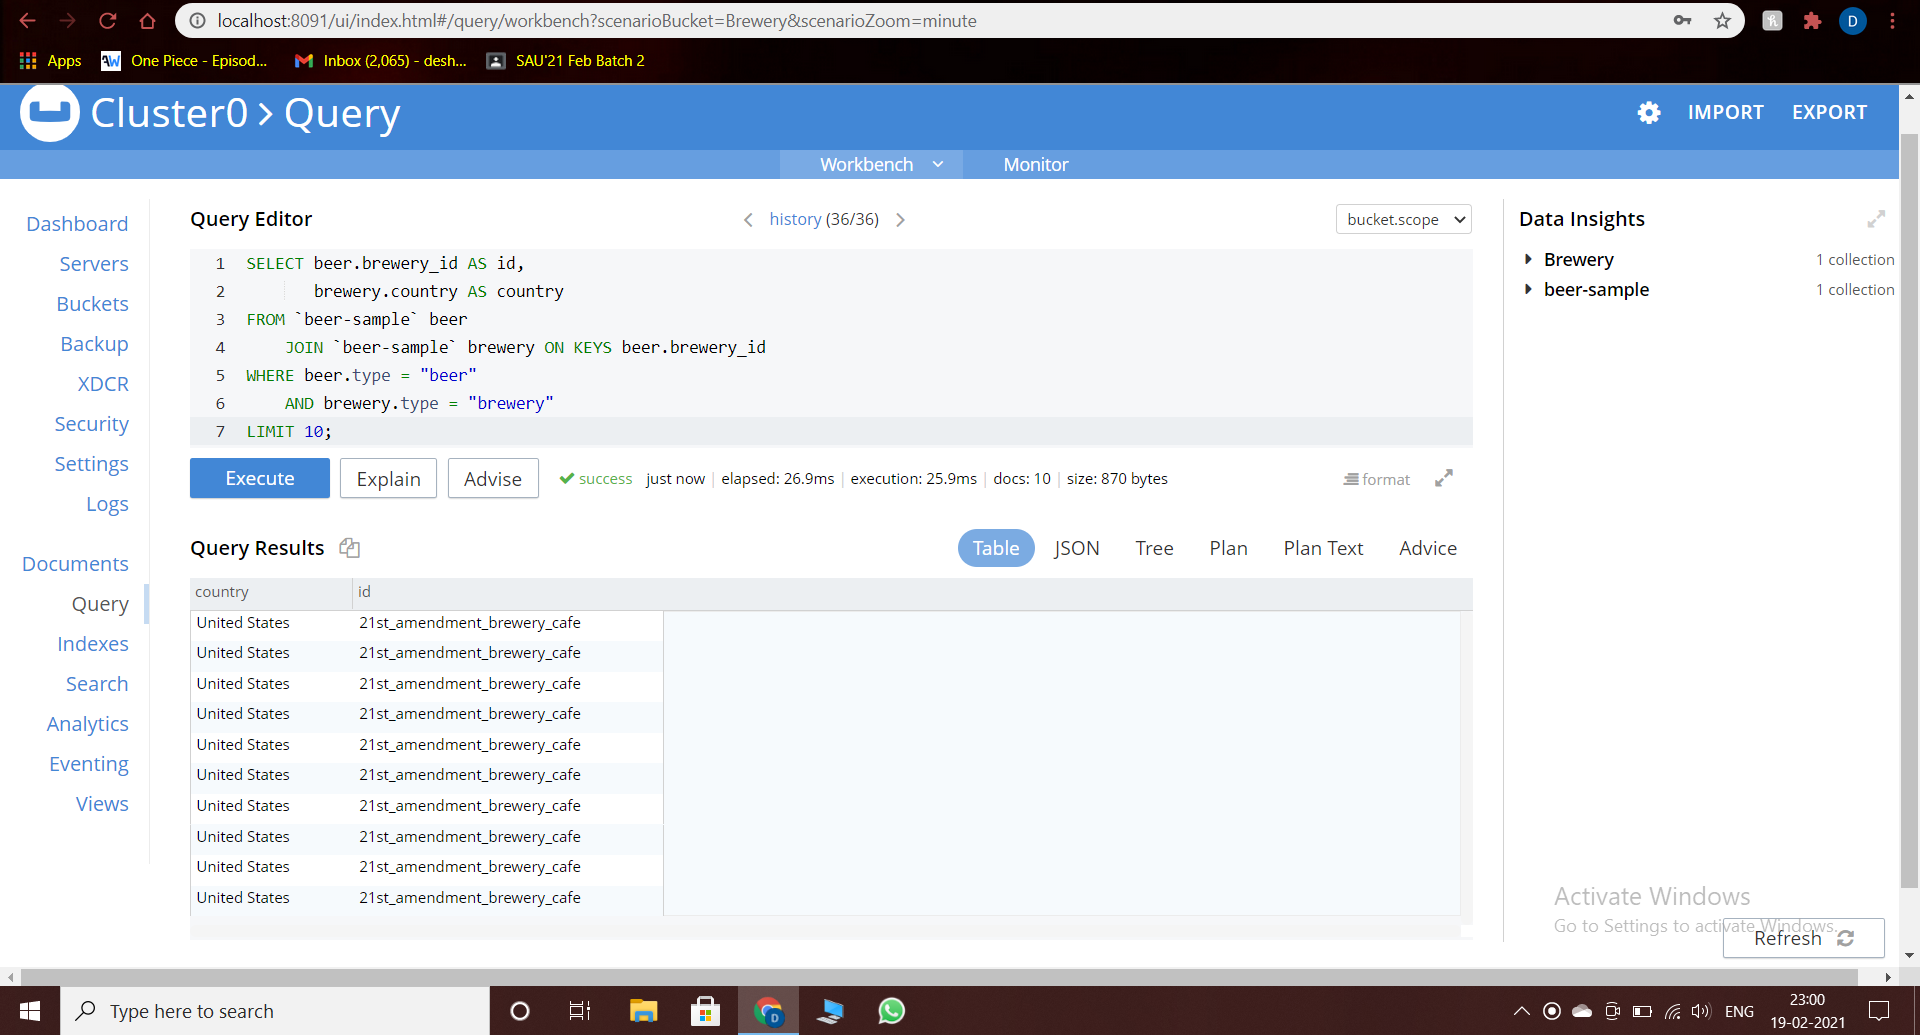 localhost:8091/ui/index.html#/query/workbench?scenarioBucket=Brewery&scenarioZoom=minute
D
Apps
One Piece - Episod...
Inbox (2,065) - desh...
SAU'21 Feb Batch 2
Cluster0 > Query
IMPORT
EXPORT
Workbench
Monitor
Dashboard
Servers
Buckets
Backup
XDCR
Security
Settings
Logs
Documents
Query
Indexes
Search
Analytics
Eventing
Views
Query Editor
history (36/36)
bucket.scope
1 SELECT beer.brewery_id AS id,
2 brewery.country AS country
3 FROM `beer-sample` beer
4 JOIN `beer-sample` brewery ON KEYS beer.brewery_id
5 WHERE beer.type = "beer"
6 AND brewery.type = "brewery"
7 LIMIT 10;
Execute
Explain
Advise
success just now | elapsed: 26.9ms | execution: 25.9ms | docs: 10 | size: 870 bytes
format
Query Results
Table
JSON
Tree
Plan
Plan Text
Advice
country id
United States 21st_amendment_brewery_cafe
United States 21st_amendment_brewery_cafe
United States 21st_amendment_brewery_cafe
United States 21st_amendment_brewery_cafe
United States 21st_amendment_brewery_cafe
United States 21st_amendment_brewery_cafe
United States 21st_amendment_brewery_cafe
United States 21st_amendment_brewery_cafe
United States 21st_amendment_brewery_cafe
United States 21st_amendment_brewery_cafe
Data Insights
Brewery 1 collection
beer-sample 1 collection
Activate Windows
Go to Settings to activate Windows.
Refresh
Type here to search
D
ENG
23:00
19-02-2021